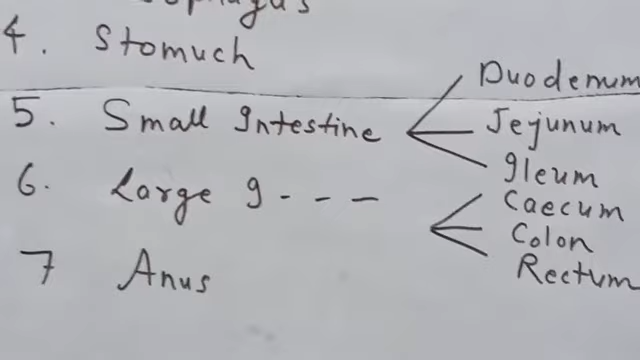 4. Stomuch
Duodenum
5. Small Intestine
Jejunum
Ileum
6. Large I - - -
Caecum
Colon
Rectum
7 Anus